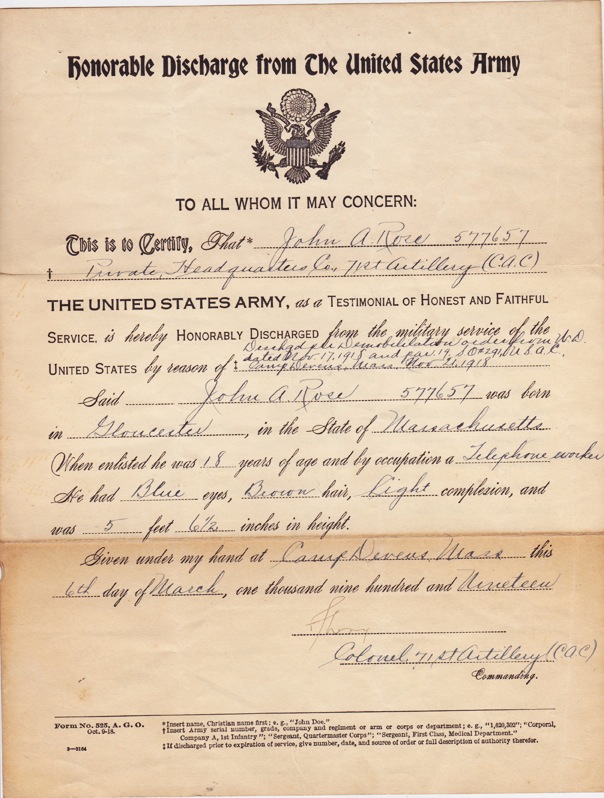 Honorable Discharge from The United States Army
TO ALL WHOM IT MAY CONCERN:
This is to Certify, That* John A. Rose 577657
† Private, Headquarters Co., 71st Artillery (C.A.C)
THE UNITED STATES ARMY, as a TESTIMONIAL OF HONEST AND FAITHFUL
SERVICE, is hereby HONORABLY DISCHARGED from the military service of the
Demobilization W.D.
dated Nov. 17, 1918 and par. 19, S.O. #291,
UNITED STATES by reason of ‡ Camp Devens, Mass. Nov. 21, 1918
Said John A. Rose 577657 was born
in Gloucester, in the State of Massachusetts
When enlisted he was 18 years of age and by occupation a Telephone worker
He had Blue eyes, Brown hair, Light complexion, and
was 5 feet 6½ inches in height.
Given under my hand at Camp Devens, Mass this
6th day of March, one thousand nine hundred and Nineteen
Colonel 71st Artillery (CAC)
Commanding.
Form No. 525, A. G. O.
Oct. 9-18.
3—3164
*Insert name, Christian name first; e. g., "John Doe."
†Insert Army serial number, grade, company and regiment or arm or corps or department; e. g., "1,620,302"; "Corporal,
Company A, 1st Infantry"; "Sergeant, Quartermaster Corps"; "Sergeant, First Class, Medical Department."
‡If discharged prior to expiration of service, give number, date, and source of order or full description of authority therefor.